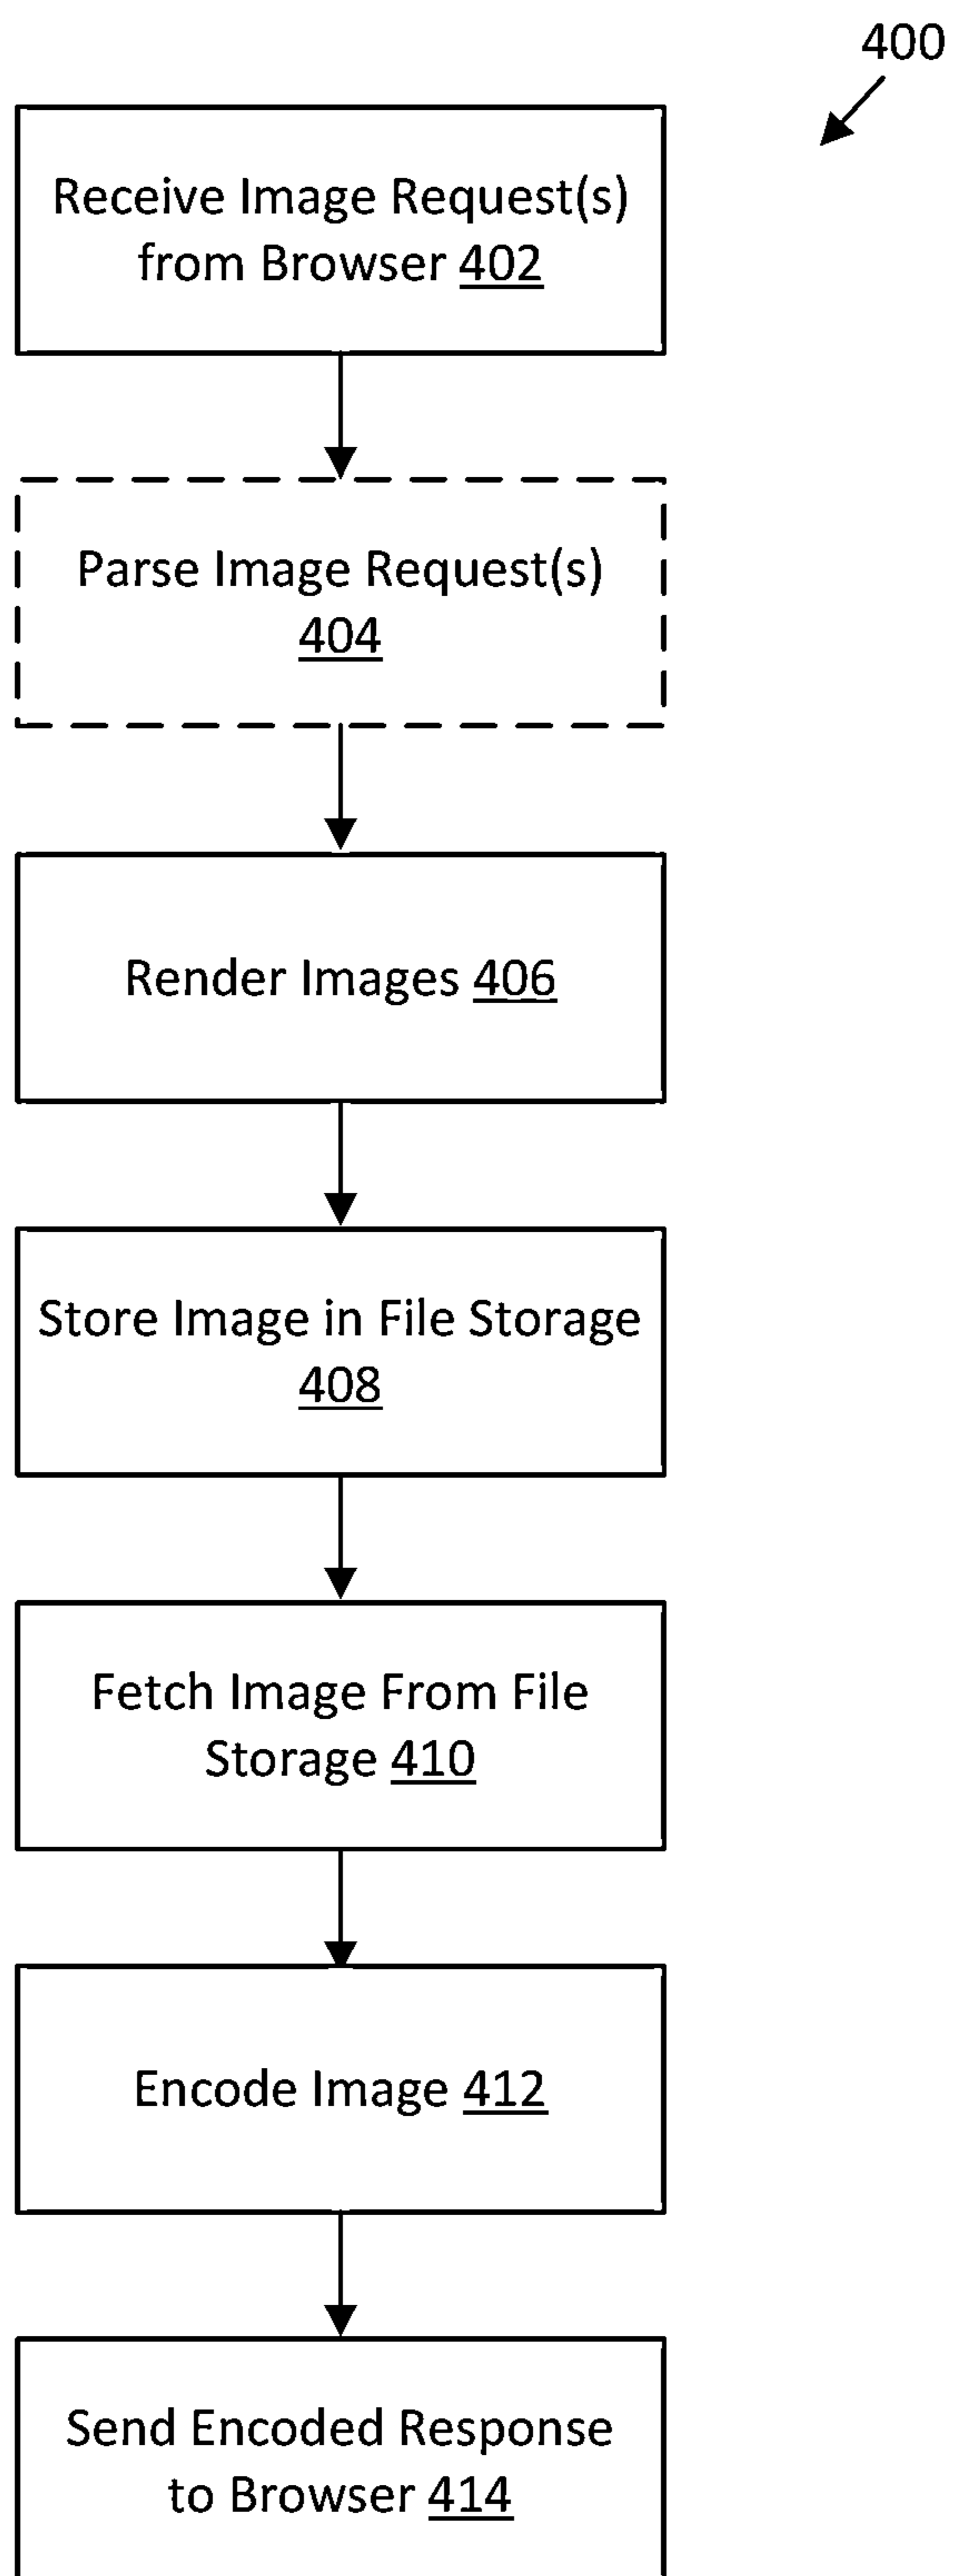 400
Receive Image Request(s)
from Browser 402
Parse Image Request(s)
404
Render Images 406
Store Image in File Storage
408
Fetch Image From File
Storage 410
Encode Image 412
Send Encoded Response
to Browser 414